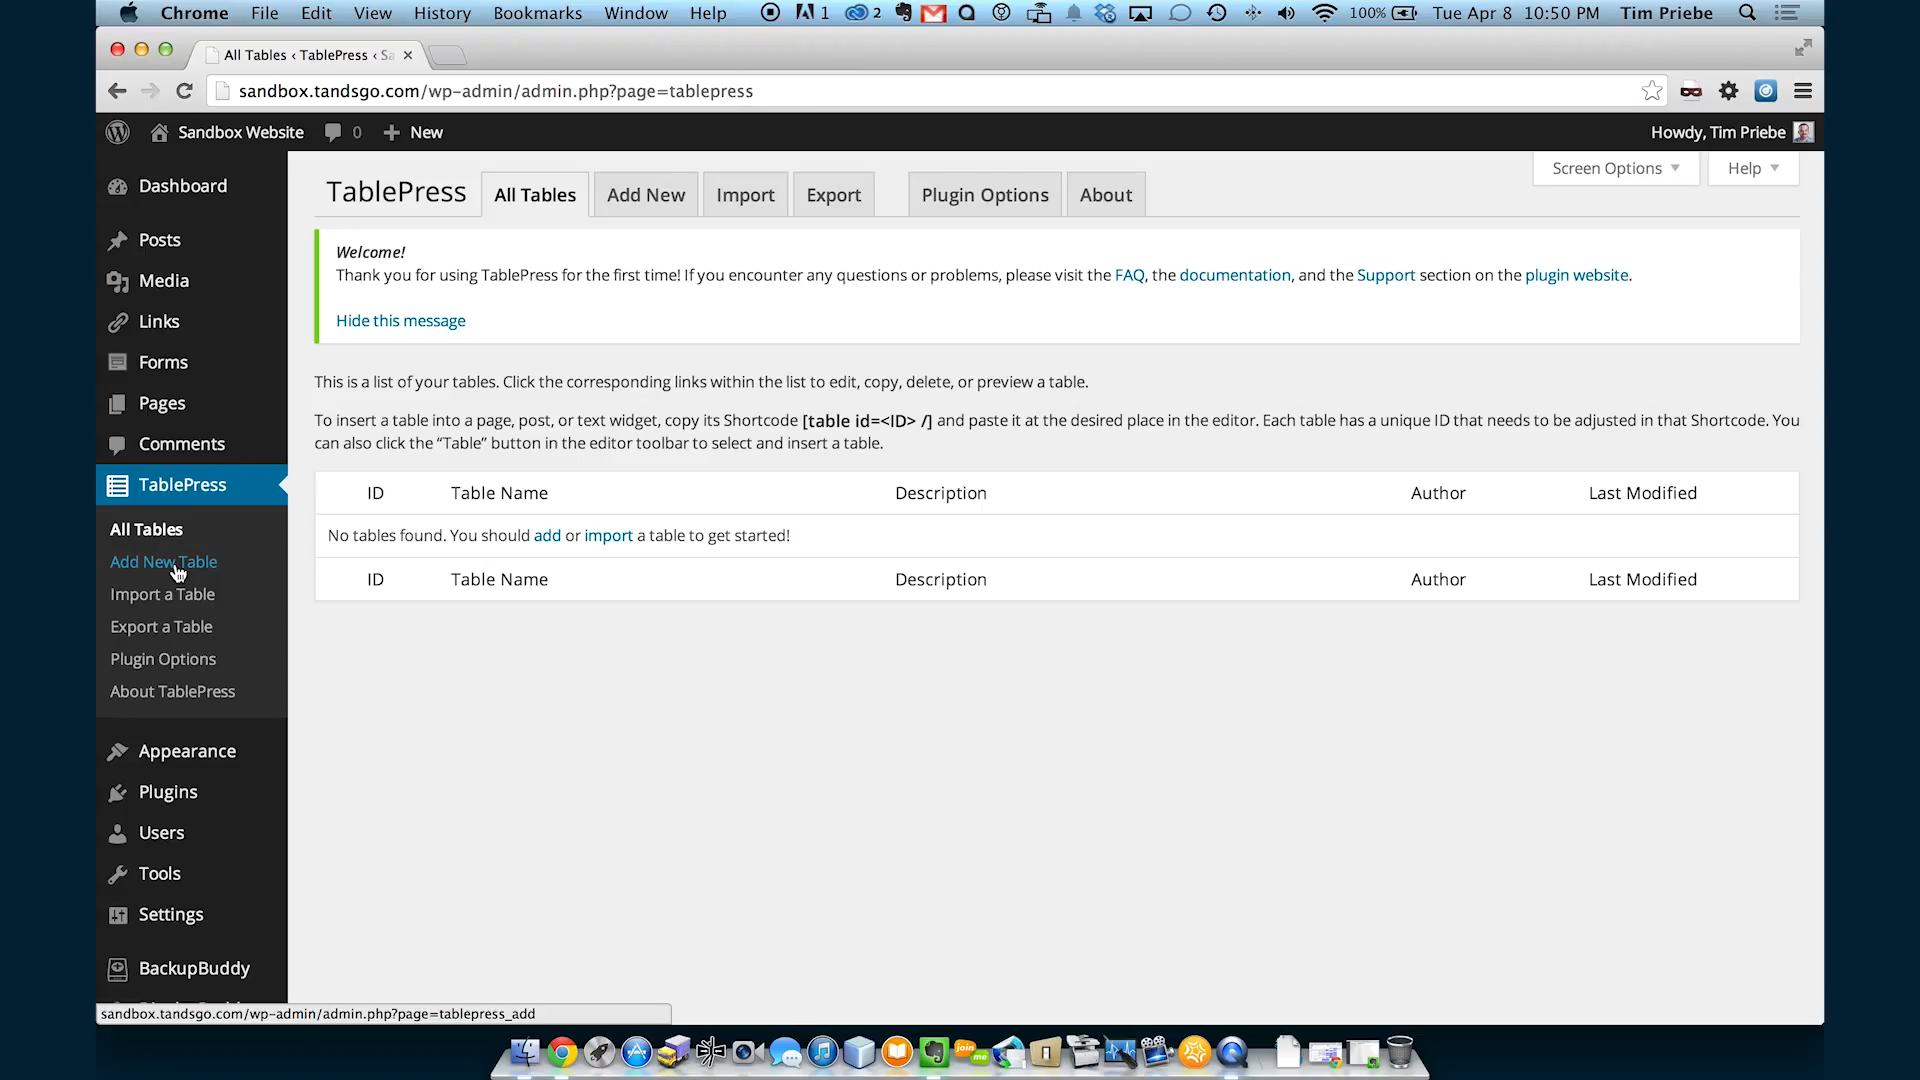 Chrome File Edit View History Bookmarks Window Help 1 2 100% Tue Apr 8 10:50 PM Tim Priebe
All Tables ‹ TablePress ‹ Sa
sandbox.tandsgo.com/wp-admin/admin.php?page=tablepress
Sandbox Website 0 + New Howdy, Tim Priebe
Screen Options Help
TablePress All Tables Add New Import Export Plugin Options About
Dashboard
Posts
Media
Links
Forms
Pages
Comments
TablePress
All Tables
Add New Table
Import a Table
Export a Table
Plugin Options
About TablePress
Appearance
Plugins
Users
Tools
Settings
BackupBuddy
Welcome!
Thank you for using TablePress for the first time! If you encounter any questions or problems, please visit the FAQ, the documentation, and the Support section on the plugin website.
Hide this message
This is a list of your tables. Click the corresponding links within the list to edit, copy, delete, or preview a table.
To insert a table into a page, post, or text widget, copy its Shortcode [table id=<ID> /] and paste it at the desired place in the editor. Each table has a unique ID that needs to be adjusted in that Shortcode. You
can also click the “Table” button in the editor toolbar to select and insert a table.
ID Table Name Description Author Last Modified
No tables found. You should add or import a table to get started!
ID Table Name Description Author Last Modified
sandbox.tandsgo.com/wp-admin/admin.php?page=tablepress_add
join me